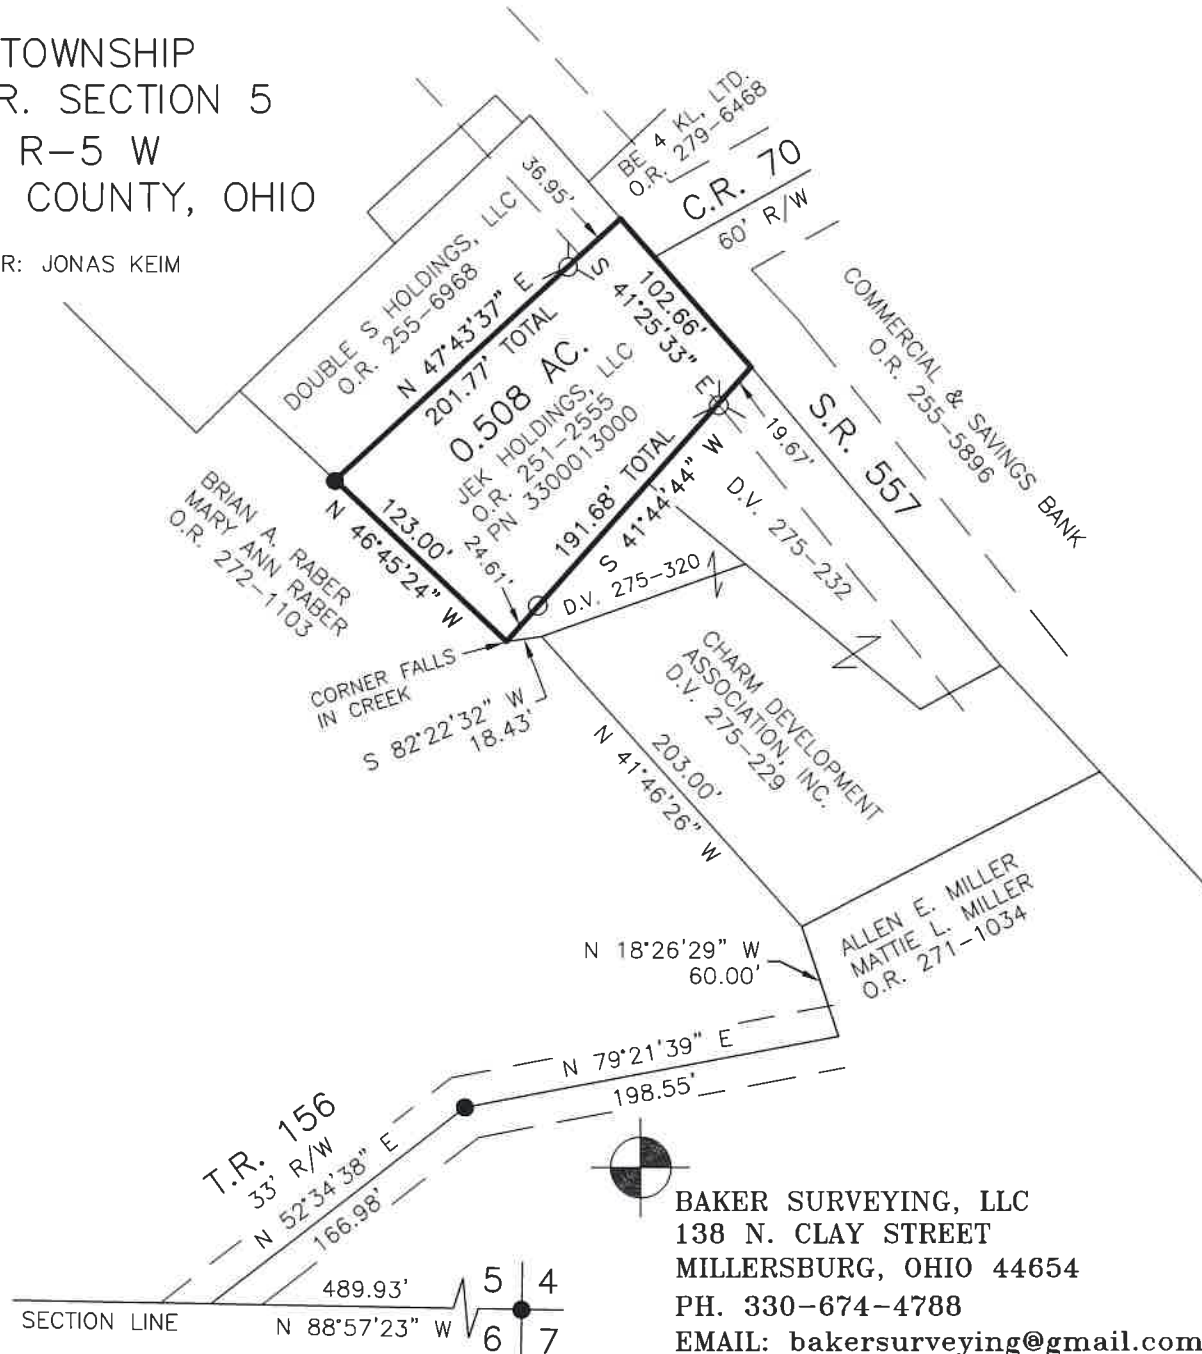 TOWNSHIP
R. SECTION 5
R-5 W
COUNTY, OHIO
R: JONAS KEIM
BE 4 KL, LTD.
O.R. 279-6468
C.R. 70
60' R/W
36.95'
DOUBLE S HOLDINGS, LLC
O.R. 255-6968
N 47°43'37" E
201.77' TOTAL
S 41°25'33" E
102.66'
0.508 AC.
JEK HOLDINGS, LLC
O.R. 251-2555
PN 3300013000
191.68' TOTAL
S 41°44'44" W
19.67'
24.61'
COMMERCIAL & SAVINGS BANK
O.R. 255-5896
S.R. 557
D.V. 275-232
D.V. 275-320
BRIAN A. RABER
MARY ANN RABER
O.R. 272-1103
123.00'
N 46°45'24" W
CORNER FALLS
IN CREEK
S 82°22'32" W
18.43'
CHARM DEVELOPMENT
ASSOCIATION, INC.
D.V. 275-229
203.00'
N 41°46'26" W
ALLEN E. MILLER
MATTIE L. MILLER
O.R. 271-1034
N 18°26'29" W
60.00'
N 79°21'39" E
198.55'
T.R. 156
33' R/W
N 52°34'38" E
166.98'
489.93'
SECTION LINE
N 88°57'23" W
5 4
6 7
BAKER SURVEYING, LLC
138 N. CLAY STREET
MILLERSBURG, OHIO 44654
PH. 330-674-4788
EMAIL: bakersurveying@gmail.com